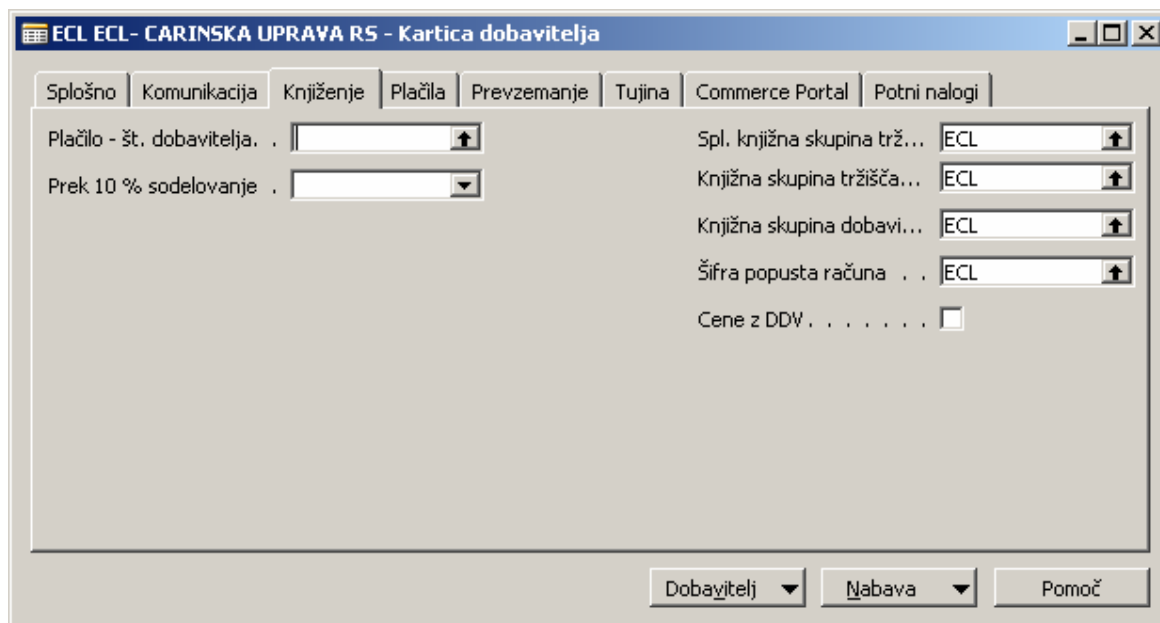 ECL ECL- CARINSKA UPRAVA RS - Kartica dobavitelja
Splošno Komunikacija Knjiženje Plačila Prevzemanje Tujina Commerce Portal Potni nalogi
Plačilo - št. dobavitelja. .
Prek 10 % sodelovanje .
Spl. knjižna skupina trž... ECL
Knjižna skupina tržišča... ECL
Knjižna skupina dobavi... ECL
Šifra popusta računa . . ECL
Cene z DDV . . . . . . .
Dobavitelj Nabava Pomoč